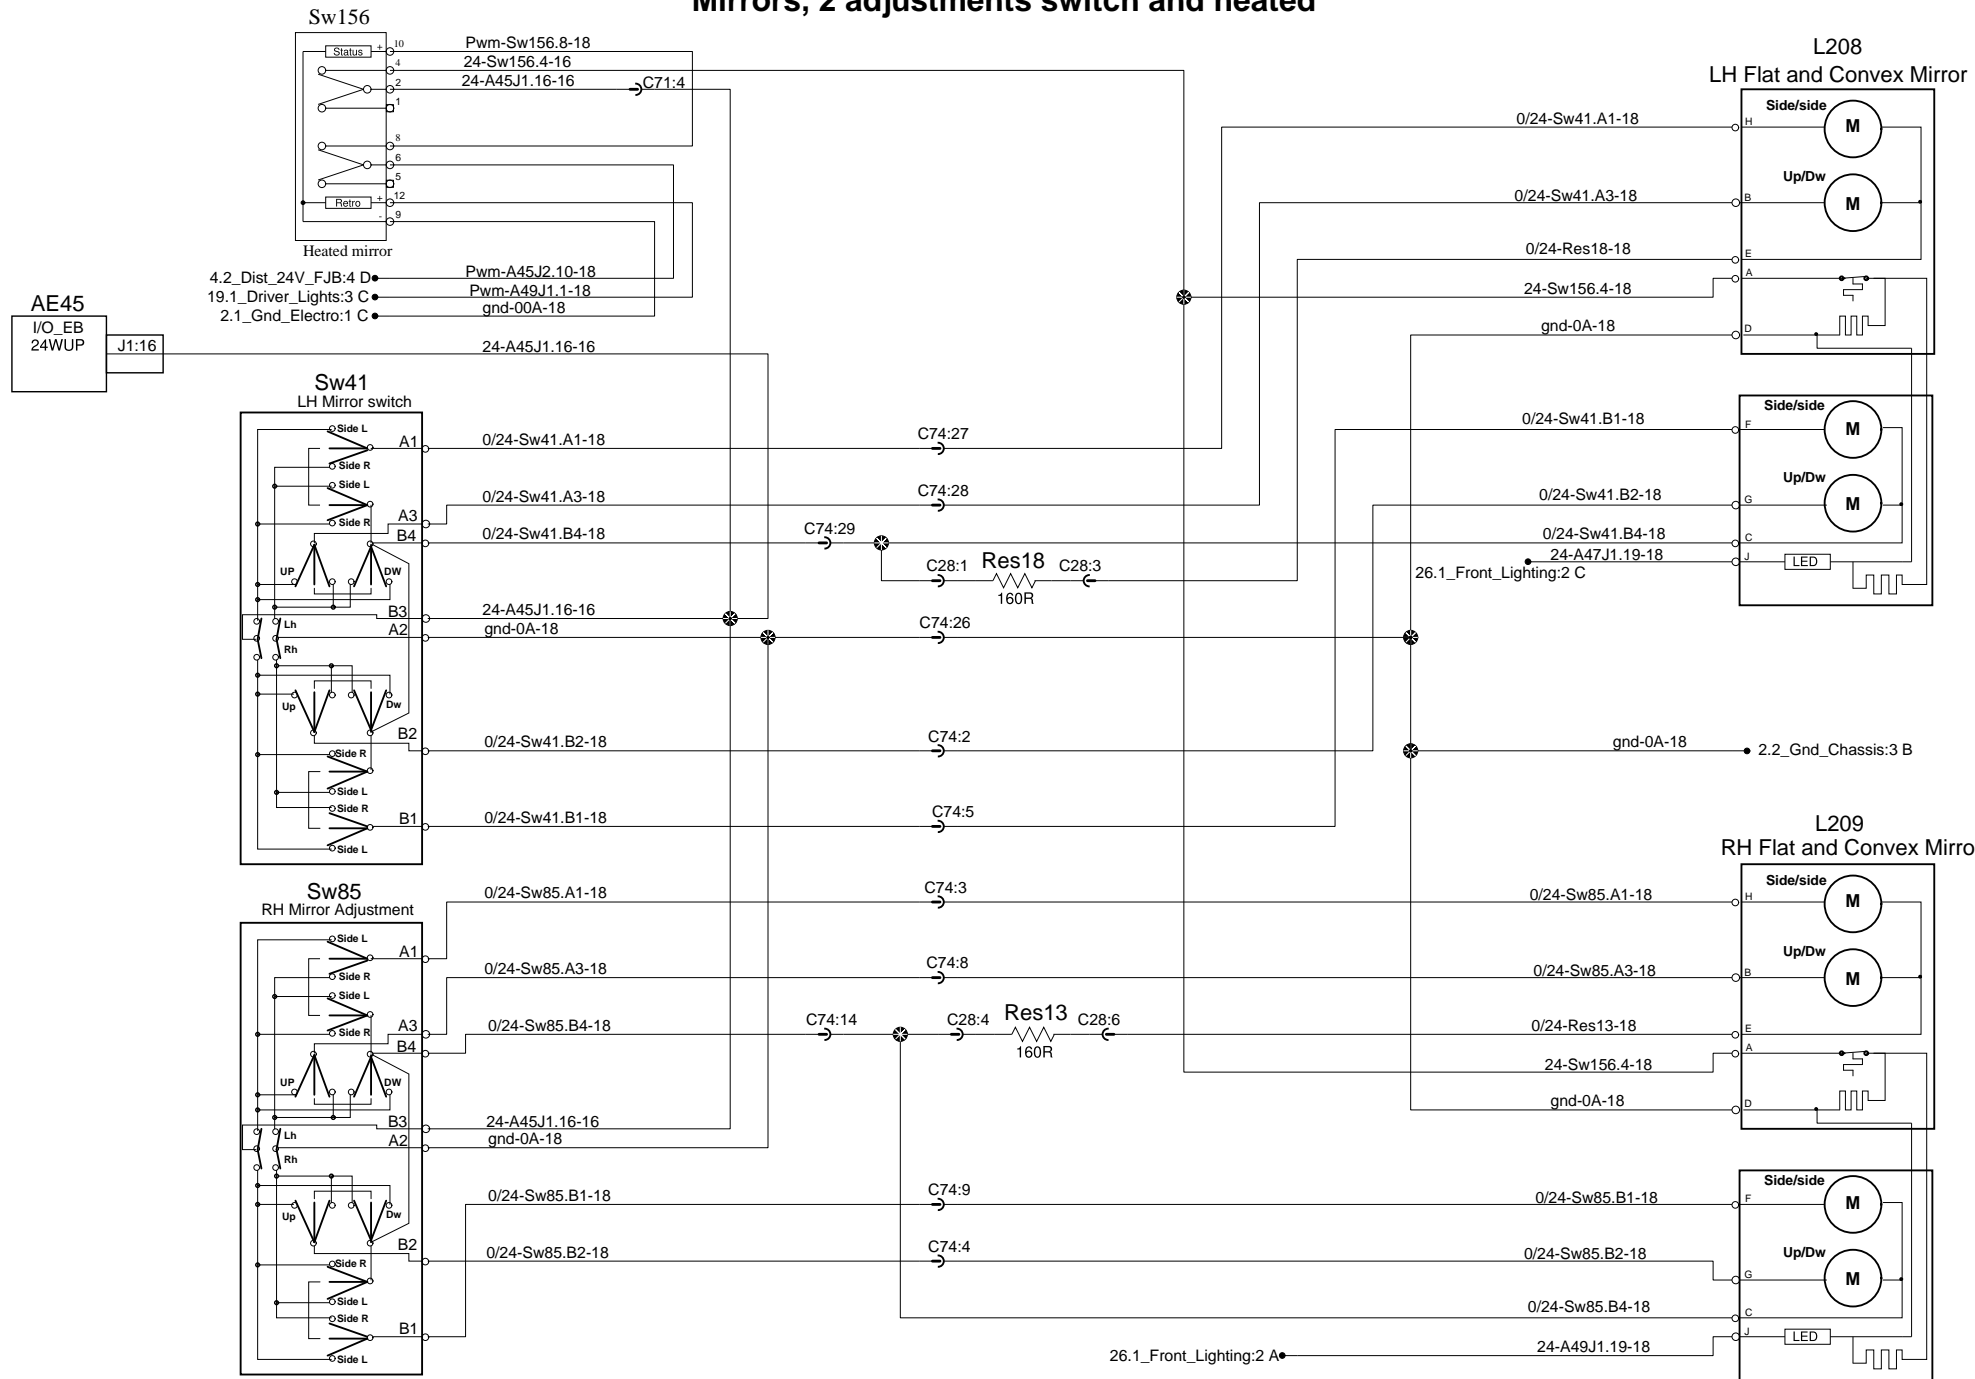 Mirrors, 2 adjustments switch and heated
Sw156
Status + 10
4
2
1
8
6
5
Retro + 12
- 9
Heated mirror
Pwm-Sw156.8-18
24-Sw156.4-16
24-A45J1.16-16
C71:4
4.2_Dist_24V_FJB:4 D
Pwm-A45J2.10-18
19.1_Driver_Lights:3 C
Pwm-A49J1.1-18
2.1_Gnd_Electro:1 C
gnd-00A-18
AE45
I/O_EB
24WUP
J1:16
24-A45J1.16-16
L208
LH Flat and Convex Mirror
Side/side
0/24-Sw41.A1-18
H
M
Up/Dw
0/24-Sw41.A3-18
B
M
0/24-Res18-18
E
A
24-Sw156.4-18
gnd-0A-18
D
Side/side
0/24-Sw41.B1-18
F
M
Up/Dw
0/24-Sw41.B2-18
G
M
0/24-Sw41.B4-18
C
24-A47J1.19-18
J
LED
26.1_Front_Lighting:2 C
Sw41
LH Mirror switch
Side L
A1
0/24-Sw41.A1-18
C74:27
Side R
Side L
0/24-Sw41.A3-18
C74:28
Side R
A3
B4
0/24-Sw41.B4-18
C74:29
UP
DW
C28:1
Res18
160R
C28:3
B3
24-A45J1.16-16
Lh
A2
gnd-0A-18
C74:26
Rh
Up
Dw
B2
0/24-Sw41.B2-18
C74:2
Side R
Side L
Side R
B1
0/24-Sw41.B1-18
C74:5
Side L
gnd-0A-18
2.2_Gnd_Chassis:3 B
Sw85
RH Mirror Adjustment
Side L
A1
0/24-Sw85.A1-18
C74:3
Side R
Side L
0/24-Sw85.A3-18
C74:8
Side R
A3
B4
0/24-Sw85.B4-18
C74:14
C28:4
Res13
160R
C28:6
UP
DW
B3
24-A45J1.16-16
Lh
A2
gnd-0A-18
Rh
Up
Dw
0/24-Sw85.B1-18
C74:9
B2
0/24-Sw85.B2-18
C74:4
Side R
Side L
Side R
B1
Side L
L209
RH Flat and Convex Mirro
Side/side
0/24-Sw85.A1-18
H
M
Up/Dw
0/24-Sw85.A3-18
B
M
0/24-Res13-18
E
A
24-Sw156.4-18
gnd-0A-18
D
Side/side
0/24-Sw85.B1-18
F
M
Up/Dw
0/24-Sw85.B2-18
G
M
0/24-Sw85.B4-18
C
24-A49J1.19-18
J
LED
26.1_Front_Lighting:2 A